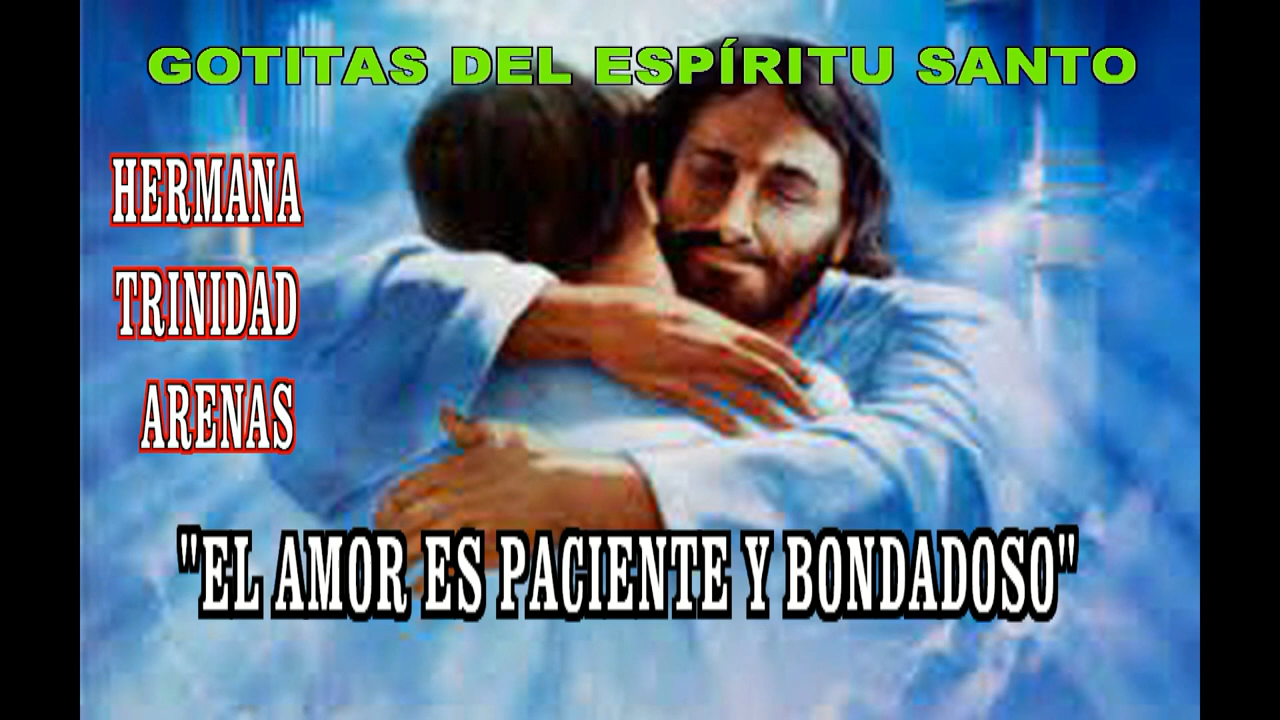 GOTITAS DEL ESPÍRITU SANTO
HERMANA
TRINIDAD
ARENAS
"EL AMOR ES PACIENTE Y BONDADOSO"